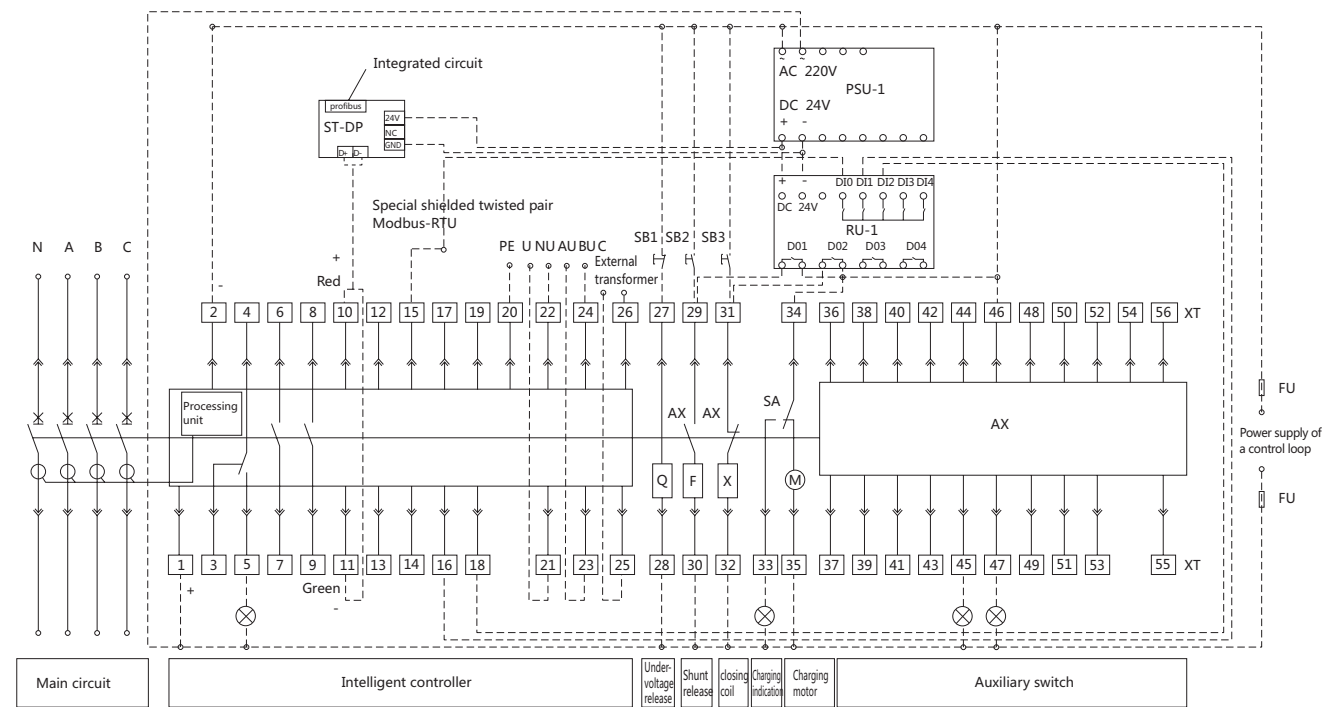 Integrated circuit
AC 220V
PSU-1
DC 24V
+ -
profibus
ST-DP
24V
NC
GND
D+ D-
+ -
DI0 DI1 DI2 DI3 DI4
DC 24V
RU-1
D01 D02 D03 D04
Special shielded twisted pair
Modbus-RTU
N A B C
+
Red
-
PE U NU AU BU C
External
transformer
SB1 SB2 SB3
2 4 6 8 10 12 15 17 19 20 22 24 26 27 29 31 34 36 38 40 42 44 46 48 50 52 54 56 XT
Processing
unit
AX AX
SA
AX
Q F X
M
FU
Power supply of
a control loop
FU
1 3 5 7 9 11 13 14 16 18 21 23 25 28 30 32 33 35 37 39 41 43 45 47 49 51 53 55 XT
+
Green
-
Main circuit
Intelligent controller
Under-
voltage
release
Shunt
release
closing
coil
Charging
indication
Charging
motor
Auxiliary switch